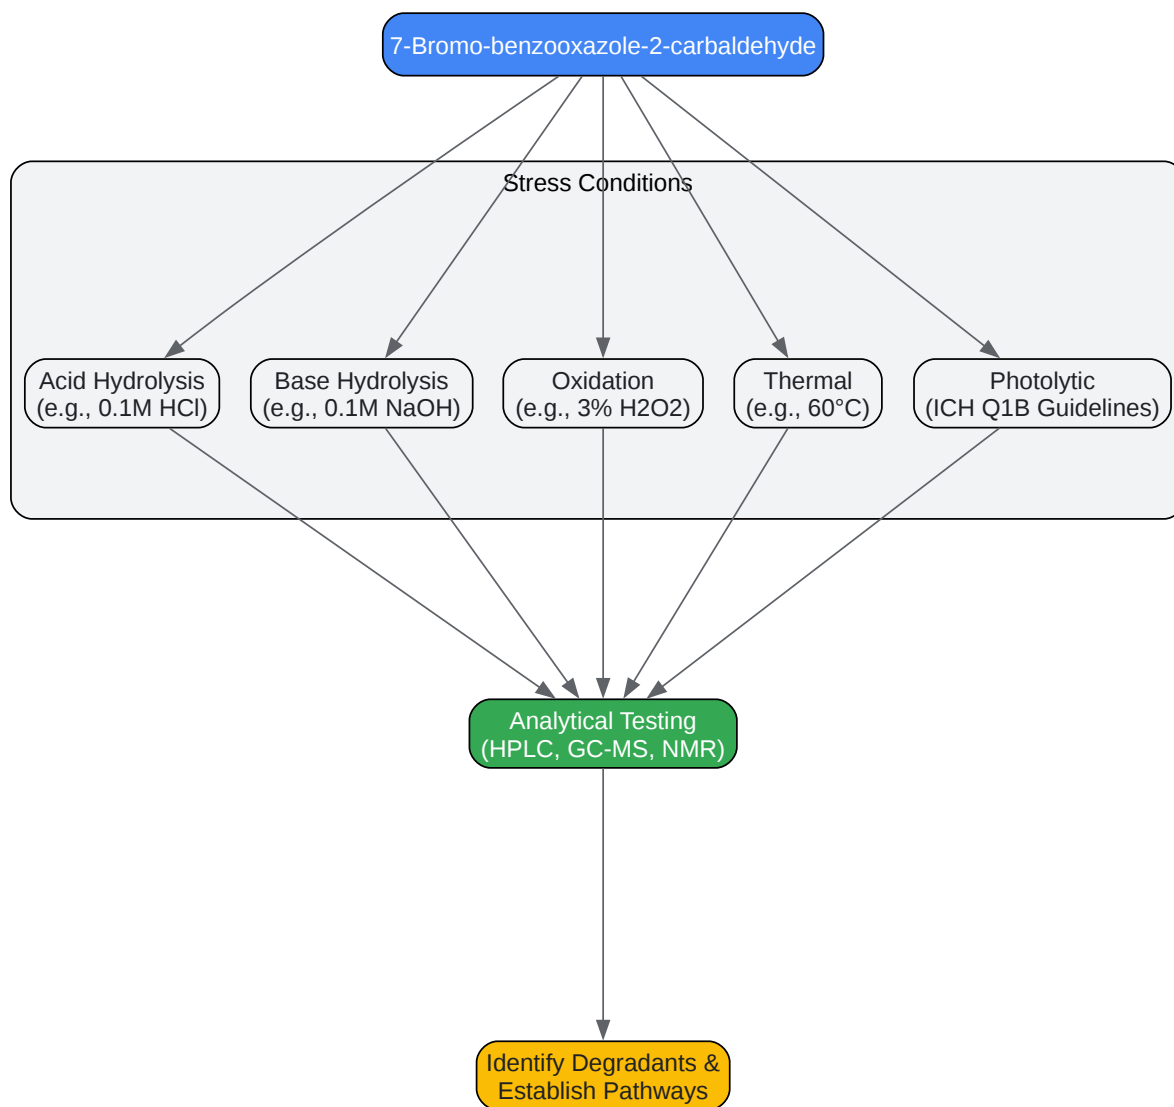 7-Bromo-benzooxazole-2-carbaldehyde
Stress Conditions
Acid Hydrolysis
(e.g., 0.1M HCl)
Base Hydrolysis
(e.g., 0.1M NaOH)
Oxidation
(e.g., 3% H2O2)
Thermal
(e.g., 60°C)
Photolytic
(ICH Q1B Guidelines)
Analytical Testing
(HPLC, GC-MS, NMR)
Identify Degradants &
Establish Pathways